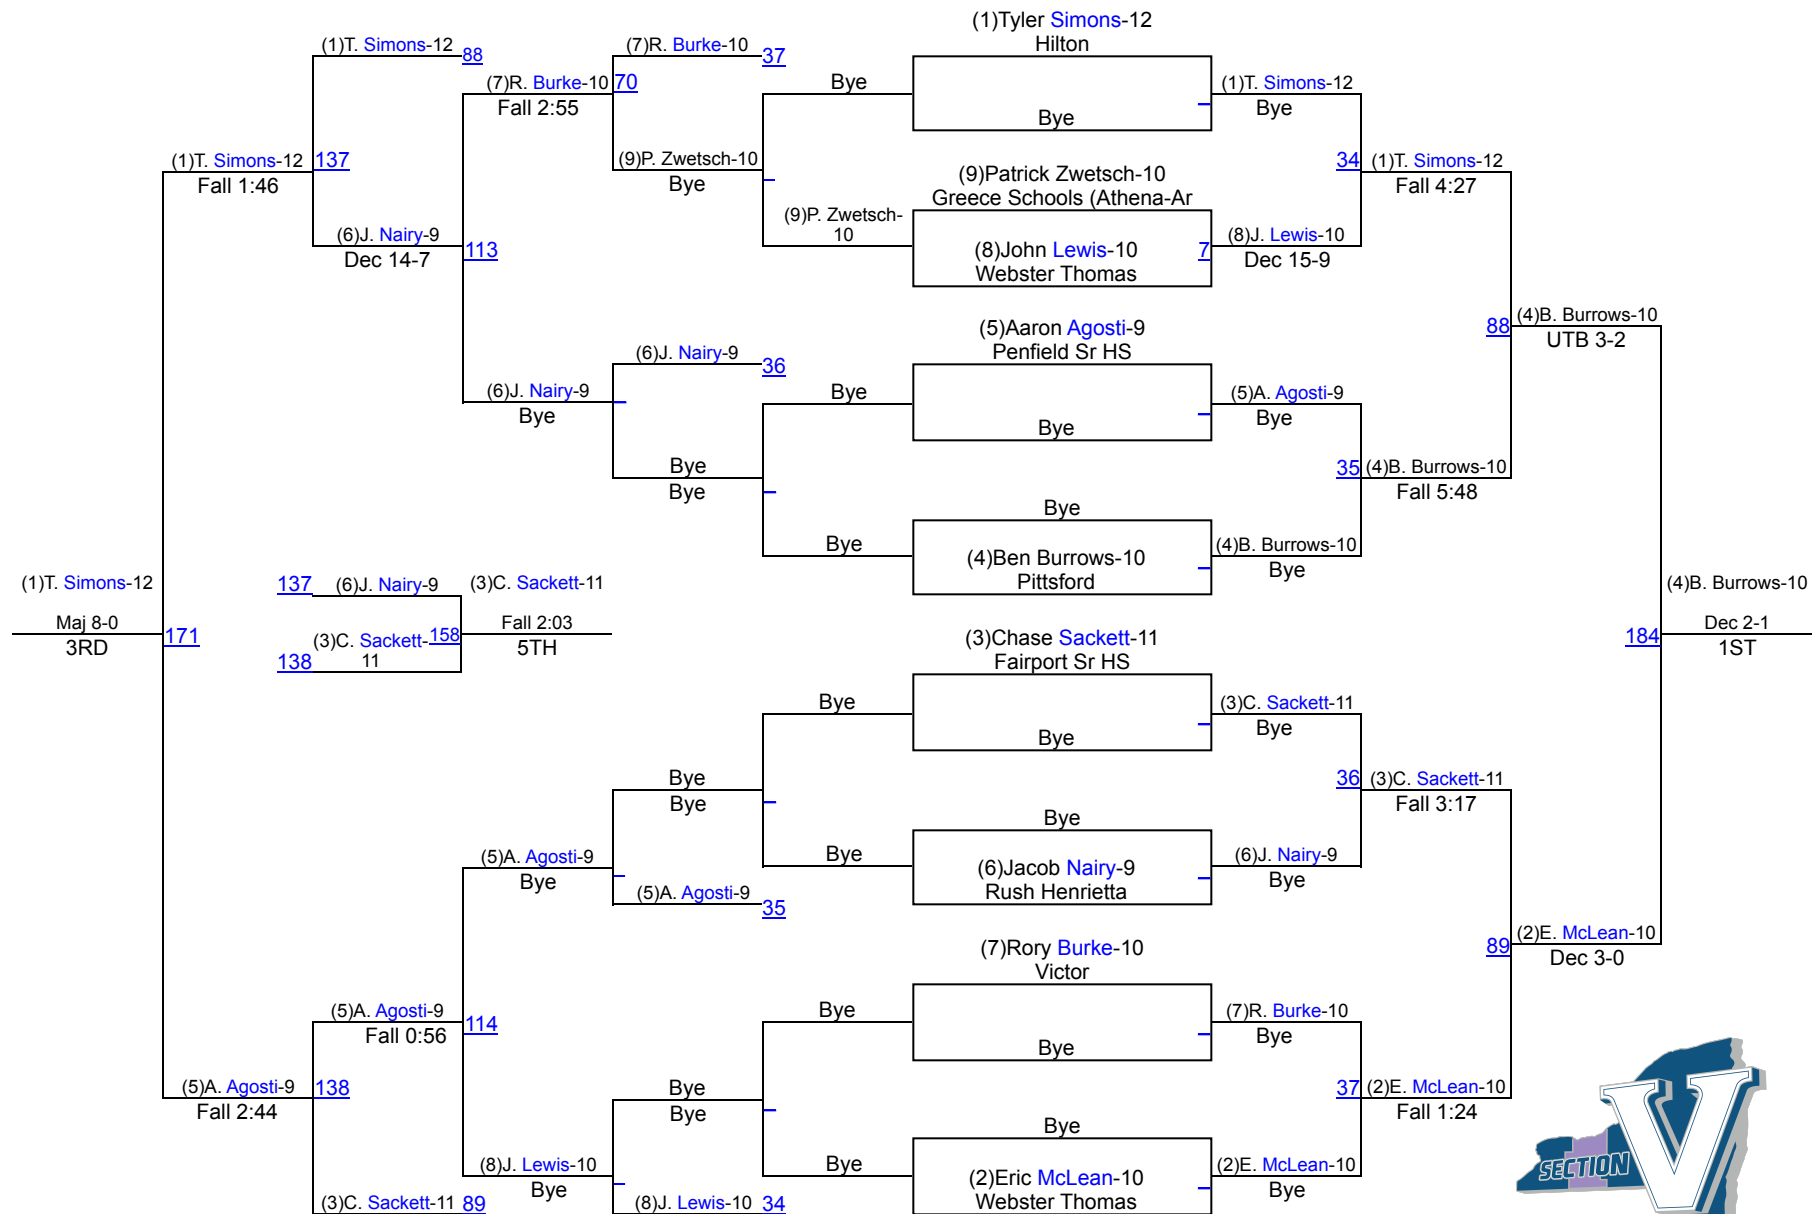 (1)Tyler Simons-12
Hilton
(1)T. Simons-12
88
(7)R. Burke-10
37
(7)R. Burke-10
70
Fall 2:55
Bye
Bye
(1)T. Simons-12
Bye
(1)T. Simons-12
137
Fall 1:46
(9)P. Zwetsch-10
Bye
34
(1)T. Simons-12
Fall 4:27
(9)Patrick Zwetsch-10
Greece Schools (Athena-Ar
(9)P. Zwetsch-
10
(6)J. Nairy-9
Dec 14-7
113
(8)John Lewis-10
Webster Thomas
7
(8)J. Lewis-10
Dec 15-9
(5)Aaron Agosti-9
Penfield Sr HS
88
(4)B. Burrows-10
UTB 3-2
(6)J. Nairy-9
36
(6)J. Nairy-9
Bye
Bye
Bye
(5)A. Agosti-9
Bye
Bye
Bye
35
(4)B. Burrows-10
Fall 5:48
Bye
Bye
(4)Ben Burrows-10
Pittsford
(4)B. Burrows-10
Bye
(1)T. Simons-12
Maj 8-0
3RD
171
137
(6)J. Nairy-9
(3)C. Sackett-
11
138
158
(3)C. Sackett-11
Fall 2:03
5TH
(4)B. Burrows-10
Dec 2-1
1ST
184
(3)Chase Sackett-11
Fairport Sr HS
Bye
Bye
(3)C. Sackett-11
Bye
Bye
Bye
36
(3)C. Sackett-11
Fall 3:17
Bye
Bye
(6)Jacob Nairy-9
Rush Henrietta
(6)J. Nairy-9
Bye
(5)A. Agosti-9
Bye
(5)A. Agosti-9
35
(7)Rory Burke-10
Victor
89
(2)E. McLean-10
Dec 3-0
(5)A. Agosti-9
Fall 0:56
114
Bye
Bye
(7)R. Burke-10
Bye
(5)A. Agosti-9
138
Fall 2:44
Bye
Bye
37
(2)E. McLean-10
Fall 1:24
Bye
Bye
(2)Eric McLean-10
Webster Thomas
(2)E. McLean-10
Bye
(8)J. Lewis-10
Bye
(3)C. Sackett-11
89
(8)J. Lewis-10
34
SECTION V